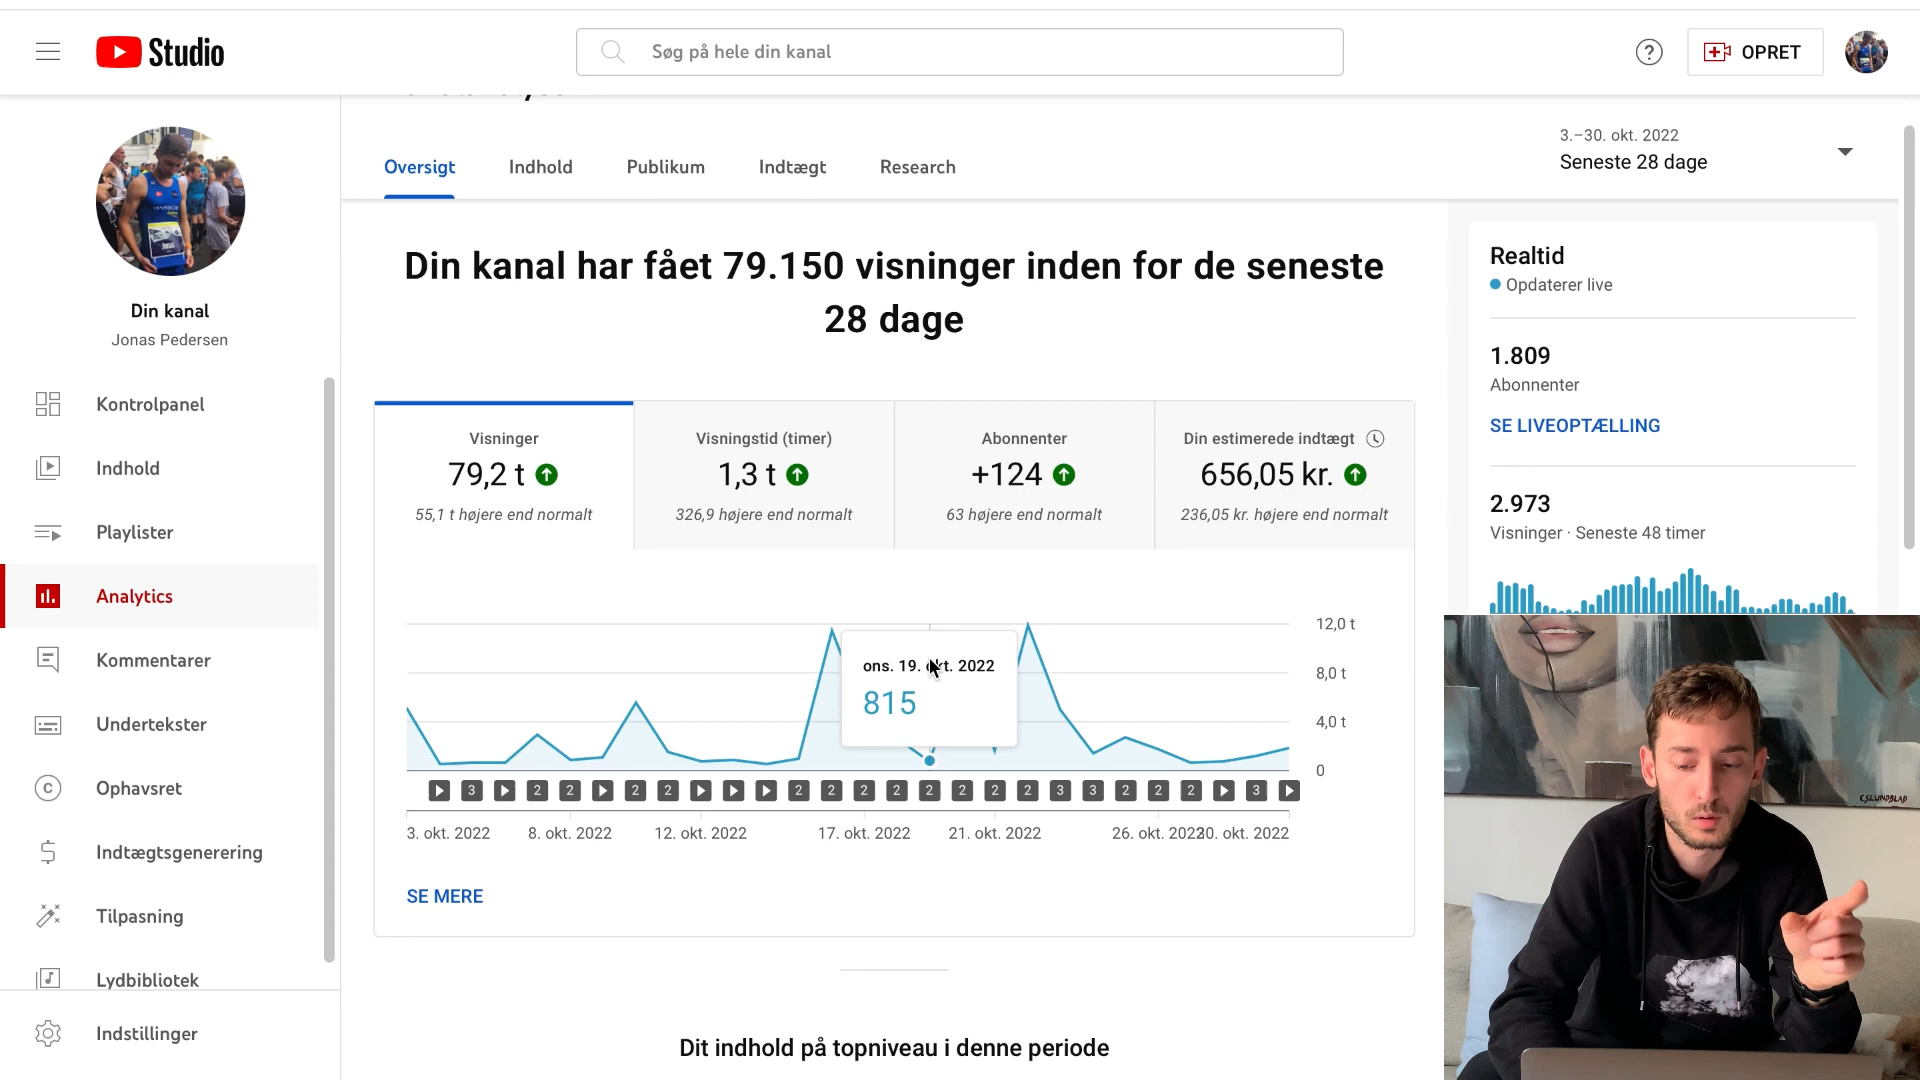 Studio
Søg på hele din kanal
?
OPRET
Din kanal
Jonas Pedersen
Kontrolpanel
Indhold
Playlister
Analytics
Kommentarer
Undertekster
Ophavsret
Indtægtsgenerering
Tilpasning
Lydbibliotek
Indstillinger
Oversigt
Indhold
Publikum
Indtægt
Research
3.–30. okt. 2022
Seneste 28 dage
Din kanal har fået 79.150 visninger inden for de seneste
28 dage
Visninger
79,2 t
55,1 t højere end normalt
Visningstid (timer)
1,3 t
326,9 højere end normalt
Abonnenter
+124
63 højere end normalt
Din estimerede indtægt
656,05 kr.
236,05 kr. højere end normalt
ons. 19. okt. 2022
815
12,0 t
8,0 t
4,0 t
0
3 2 2 2 2 2 2 2 2 2 2 2 2 3 3 2 2 2 3
3. okt. 2022 8. okt. 2022 12. okt. 2022 17. okt. 2022 21. okt. 2022 26. okt. 2022 30. okt. 2022
SE MERE
Dit indhold på topniveau i denne periode
Realtid
Opdaterer live
1.809
Abonnenter
SE LIVEOPTÆLLING
2.973
Visninger · Seneste 48 timer
CSLUNDBLAD